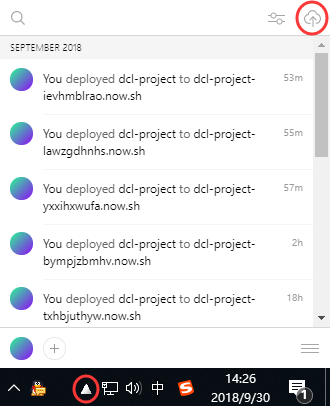 SEPTEMBER 2018
You deployed dcl-project to dcl-project-
ievhmblrao.now.sh
53m
You deployed dcl-project to dcl-project-
lawzgdhnhs.now.sh
55m
You deployed dcl-project to dcl-project-
yxxihxwufa.now.sh
57m
You deployed dcl-project to dcl-project-
bympjzbmhv.now.sh
2h
You deployed dcl-project to dcl-project-
txhbjuthyw.now.sh
18h
中
S
14:26
2018/9/30
1